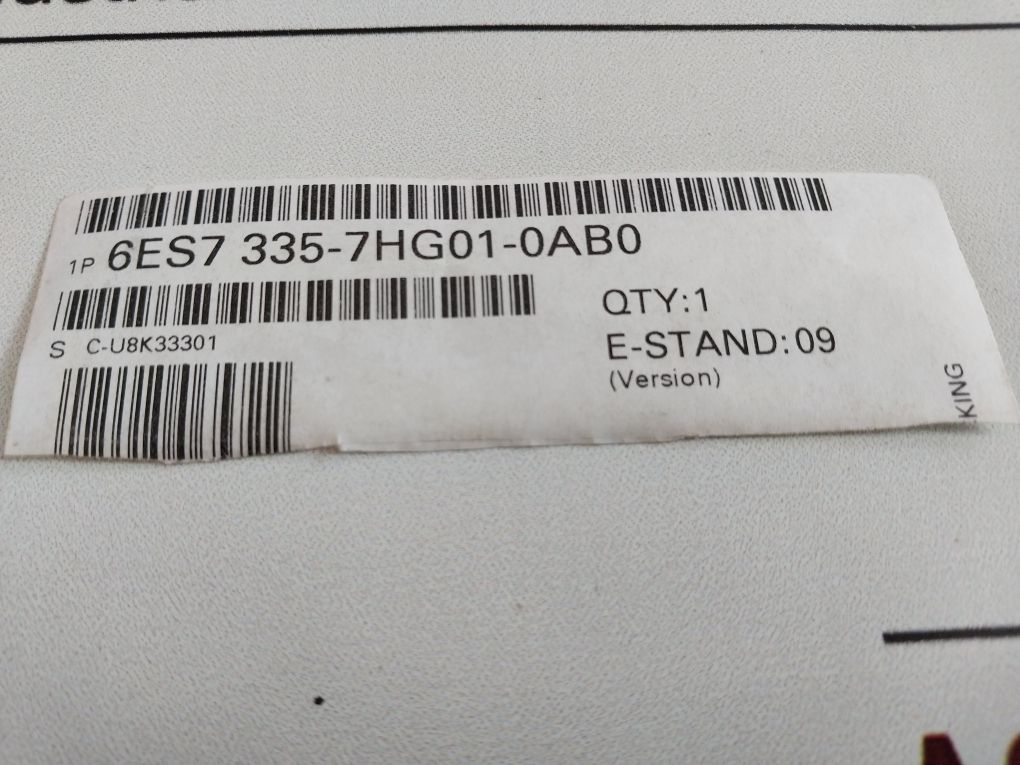 1P 6ES7 335-7HG01-0AB0
S C-U8K33301
QTY:1
E-STAND:09
(Version)
KING